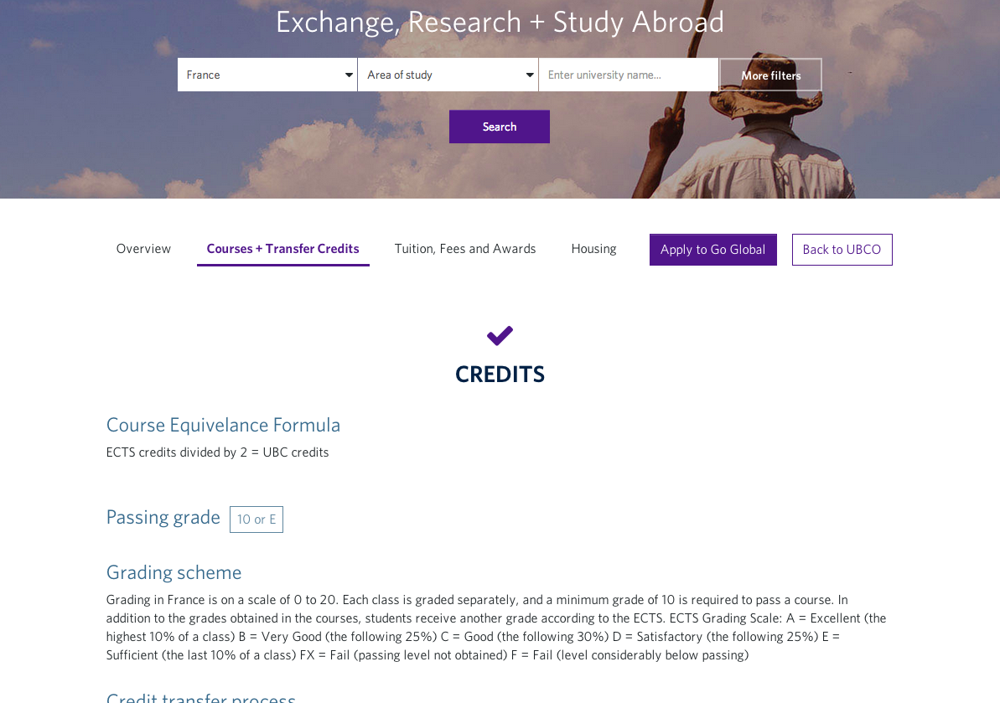 Exchange, Research + Study Abroad
France
Area of study
Enter university name...
More filters
Search
Overview
Courses + Transfer Credits
Tuition, Fees and Awards
Housing
Apply to Go Global
Back to UBCO
CREDITS
Course Equivelance Formula
ECTS credits divided by 2 = UBC credits
Passing grade 10 or E
Grading scheme
Grading in France is on a scale of 0 to 20. Each class is graded separately, and a minimum grade of 10 is required to pass a course. In
addition to the grades obtained in the courses, students receive another grade according to the ECTS. ECTS Grading Scale: A = Excellent (the
highest 10% of a class) B = Very Good (the following 25%) C = Good (the following 30%) D = Satisfactory (the following 25%) E =
Sufficient (the last 10% of a class) FX = Fail (passing level not obtained) F = Fail (level considerably below passing)
Credit transfer process